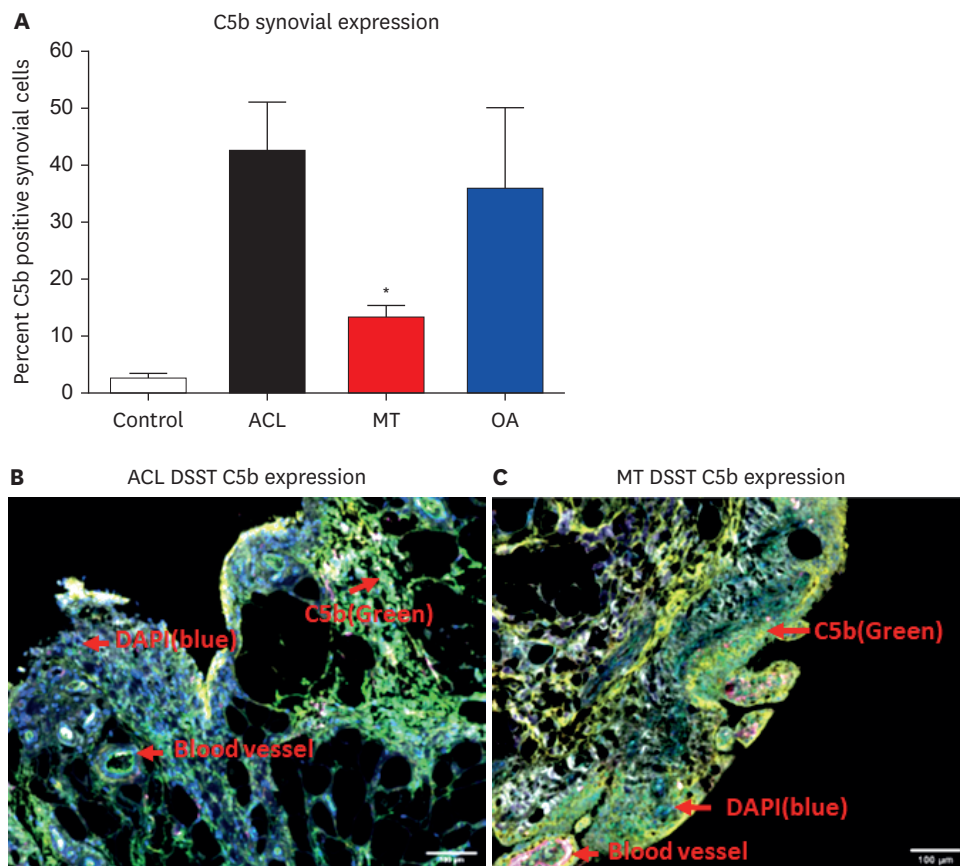 A
C5b synovial expression
Percent C5b positive synovial cells
60
50
40
30
20
10
0
*
Control ACL MT OA
B
ACL DSST C5b expression
C5b(Green)
DAPI(blue)
Blood vessel
100 µm
C
MT DSST C5b expression
C5b(Green)
DAPI(blue)
Blood vessel
100 µm